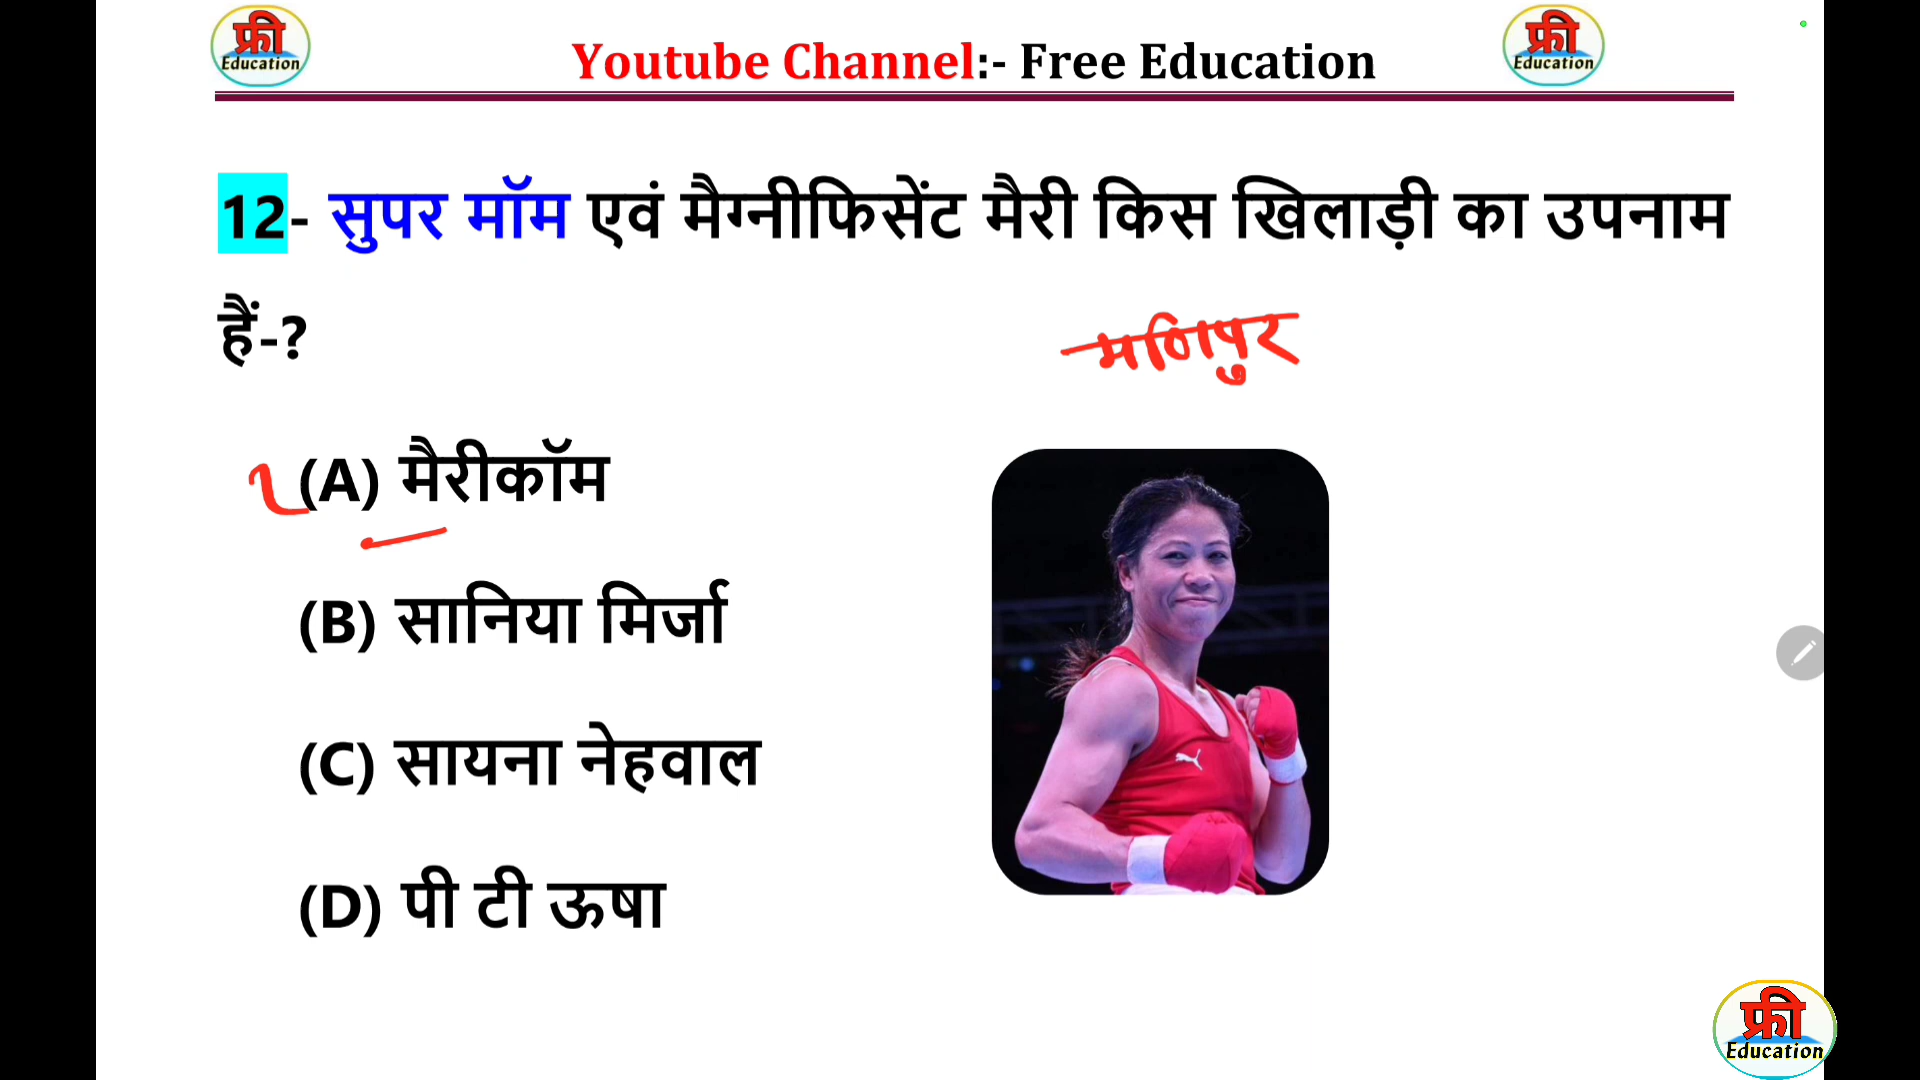 फ्री
Education
Youtube Channel:- Free Education
फ्री
Education
12- सुपर मॉम एवं मैग्नीफिसेंट मैरी किस खिलाड़ी का उपनाम
हैं-?
मणिपुर
(A) मैरीकॉम
(B) सानिया मिर्जा
(C) सायना नेहवाल
(D) पी टी ऊषा
फ्री
Education